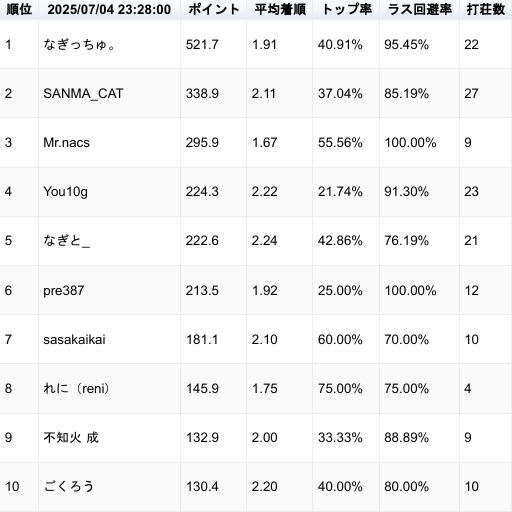 順位 2025/07/04 23:28:00 ポイント 平均着順 トップ率 ラス回避率 打荘数
1 なぎっちゅ。 521.7 1.91 40.91% 95.45% 22
2 SANMA_CAT 338.9 2.11 37.04% 85.19% 27
3 Mr.nacs 295.9 1.67 55.56% 100.00% 9
4 You10g 224.3 2.22 21.74% 91.30% 23
5 なぎと_ 222.6 2.24 42.86% 76.19% 21
6 pre387 213.5 1.92 25.00% 100.00% 12
7 sasakaikai 181.1 2.10 60.00% 70.00% 10
8 れに（reni） 145.9 1.75 75.00% 75.00% 4
9 不知火 成 132.9 2.00 33.33% 88.89% 9
10 ごくろう 130.4 2.20 40.00% 80.00% 10